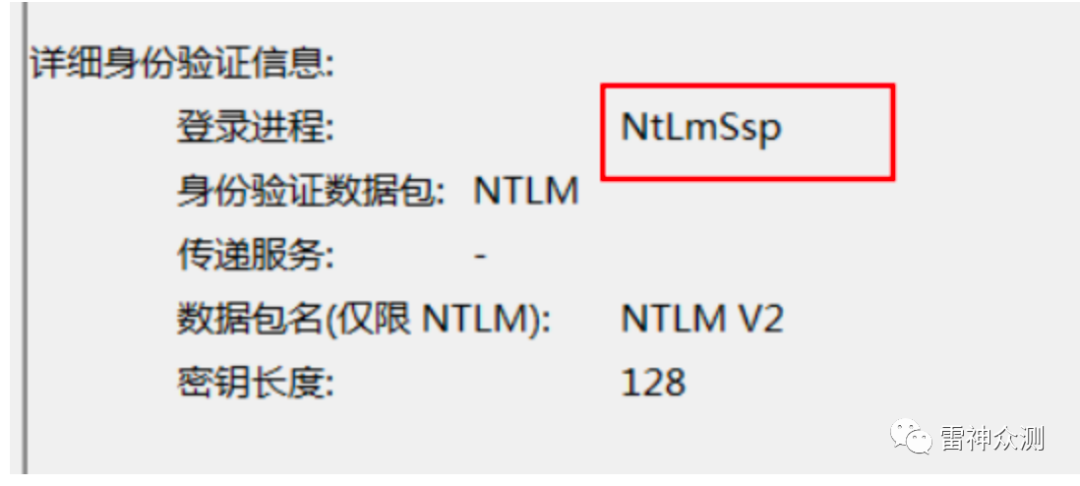 详细身份验证信息:
登录进程: NtLmSsp
身份验证数据包: NTLM
传递服务: -
数据包名(仅限 NTLM): NTLM V2
密钥长度: 128
雷神众测